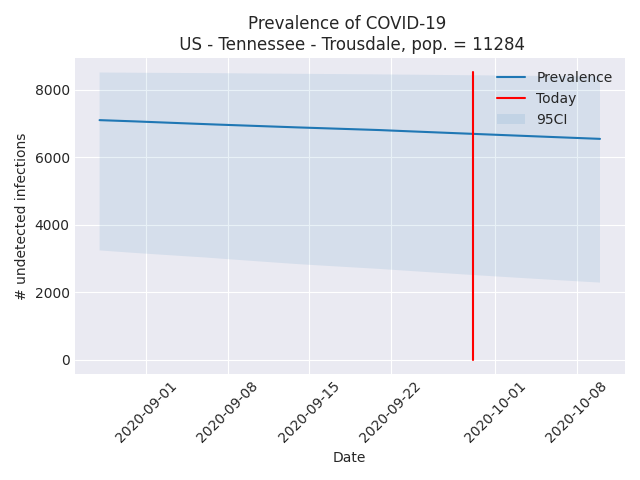 Prevalence of COVID-19
US - Tennessee - Trousdale, pop. = 11284
Prevalence
Today
95CI
# undetected infections
8000
6000
4000
2000
0
2020-09-01
2020-09-08
2020-09-15
2020-09-22
2020-10-01
2020-10-08
Date